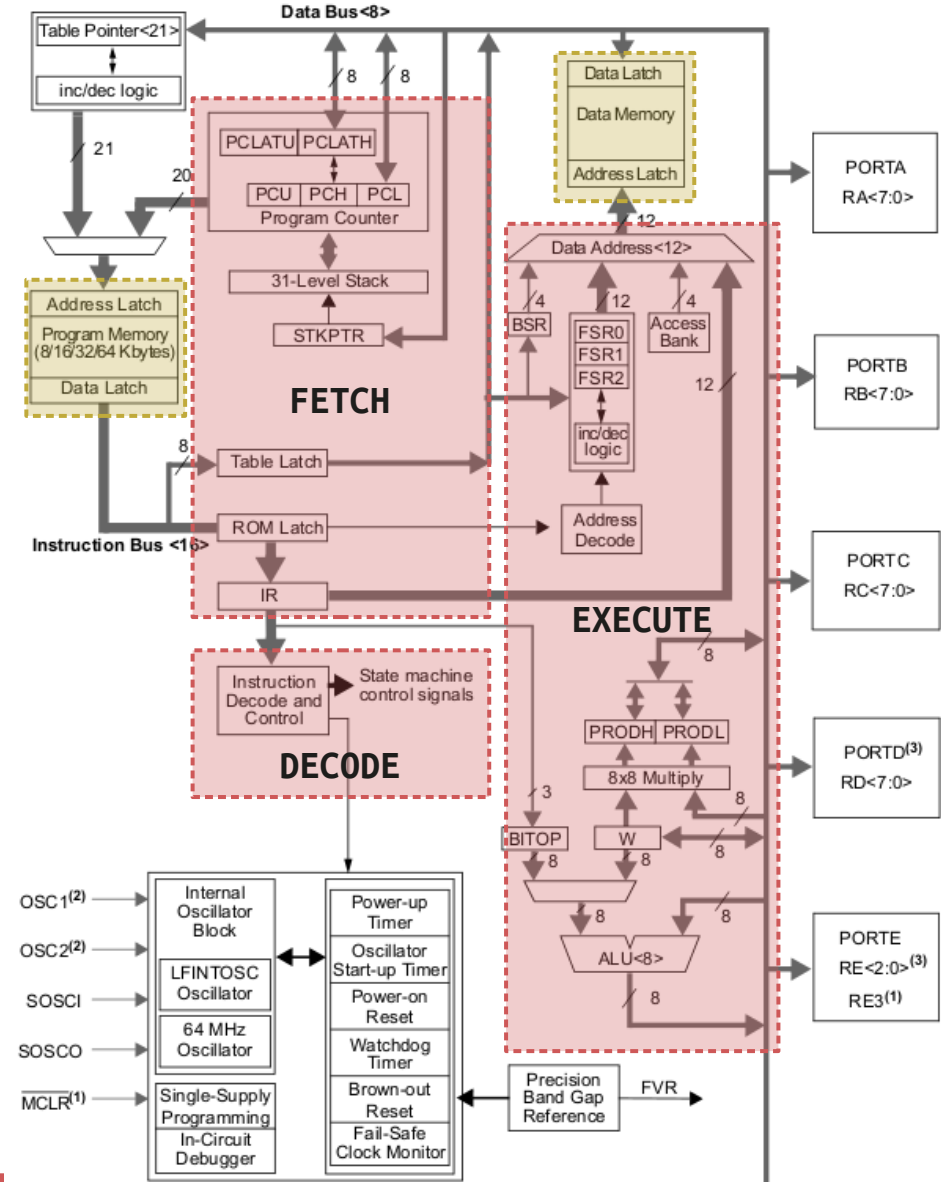 Data Bus<8>
Table Pointer<21>
inc/dec logic
21
20
8
8
PCLATU PCLATH
PCU PCH PCL
Program Counter
31-Level Stack
STKPTR
FETCH
Address Latch
Program Memory
(8/16/32/64 Kbytes)
Data Latch
8
Table Latch
ROM Latch
Instruction Bus <16>
IR
Data Latch
Data Memory
Address Latch
12
Data Address<12>
4
12
4
BSR
FSR0
FSR1
FSR2
inc/dec
logic
Access
Bank
12
Address
Decode
EXECUTE
8
PRODH PRODL
8x8 Multiply
3
8
BITOP
W
8
8
8
8
8
ALU<8>
8
Instruction
Decode and
Control
State machine
control signals
DECODE
PORTA
RA<7:0>
PORTB
RB<7:0>
PORTC
RC<7:0>
PORTD(3)
RD<7:0>
PORTE
RE<2:0>(3)
RE3(1)
OSC1(2)
OSC2(2)
SOSCI
SOSCO
MCLR(1)
Internal
Oscillator
Block
LFINTOSC
Oscillator
64 MHz
Oscillator
Single-Supply
Programming
In-Circuit
Debugger
Power-up
Timer
Oscillator
Start-up Timer
Power-on
Reset
Watchdog
Timer
Brown-out
Reset
Fail-Safe
Clock Monitor
Precision
Band Gap
Reference
FVR